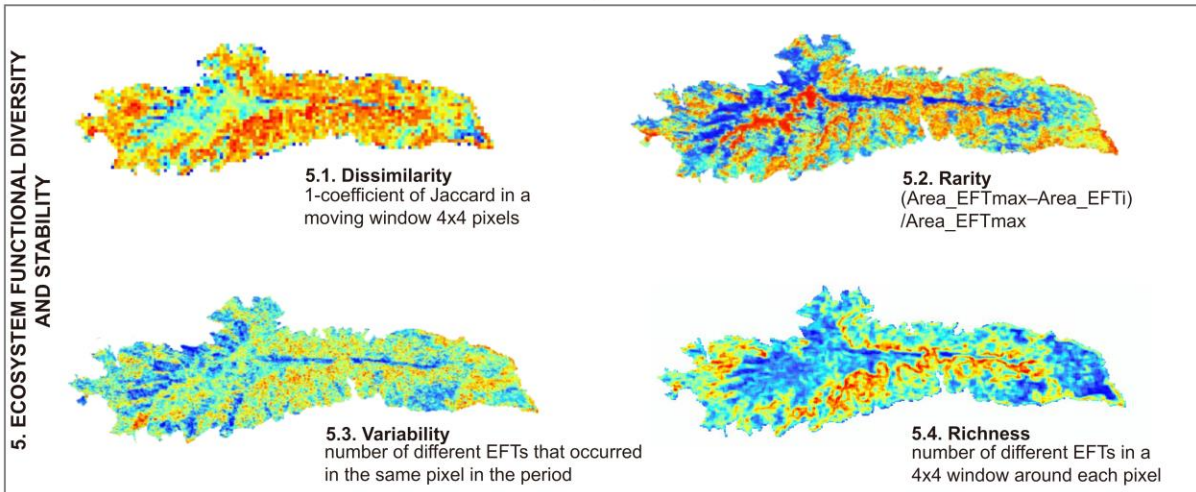 5. ECOSYSTEM FUNCTIONAL DIVERSITY
AND STABILITY
5.1. Dissimilarity
1-coefficient of Jaccard in a
moving window 4x4 pixels
5.2. Rarity
(Area_EFTmax–Area_EFTi)
/Area_EFTmax
5.3. Variability
number of different EFTs that occurred
in the same pixel in the period
5.4. Richness
number of different EFTs in a
4x4 window around each pixel